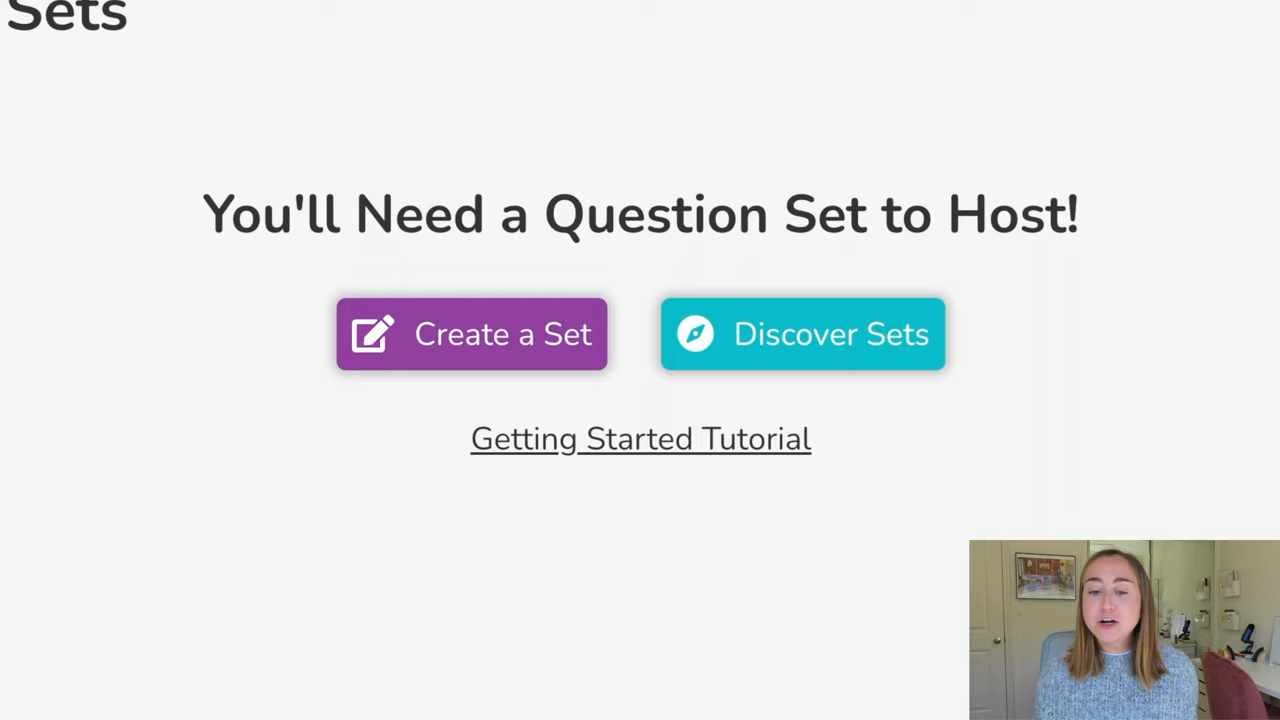 Sets
You'll Need a Question Set to Host!
Create a Set
Discover Sets
Getting Started Tutorial